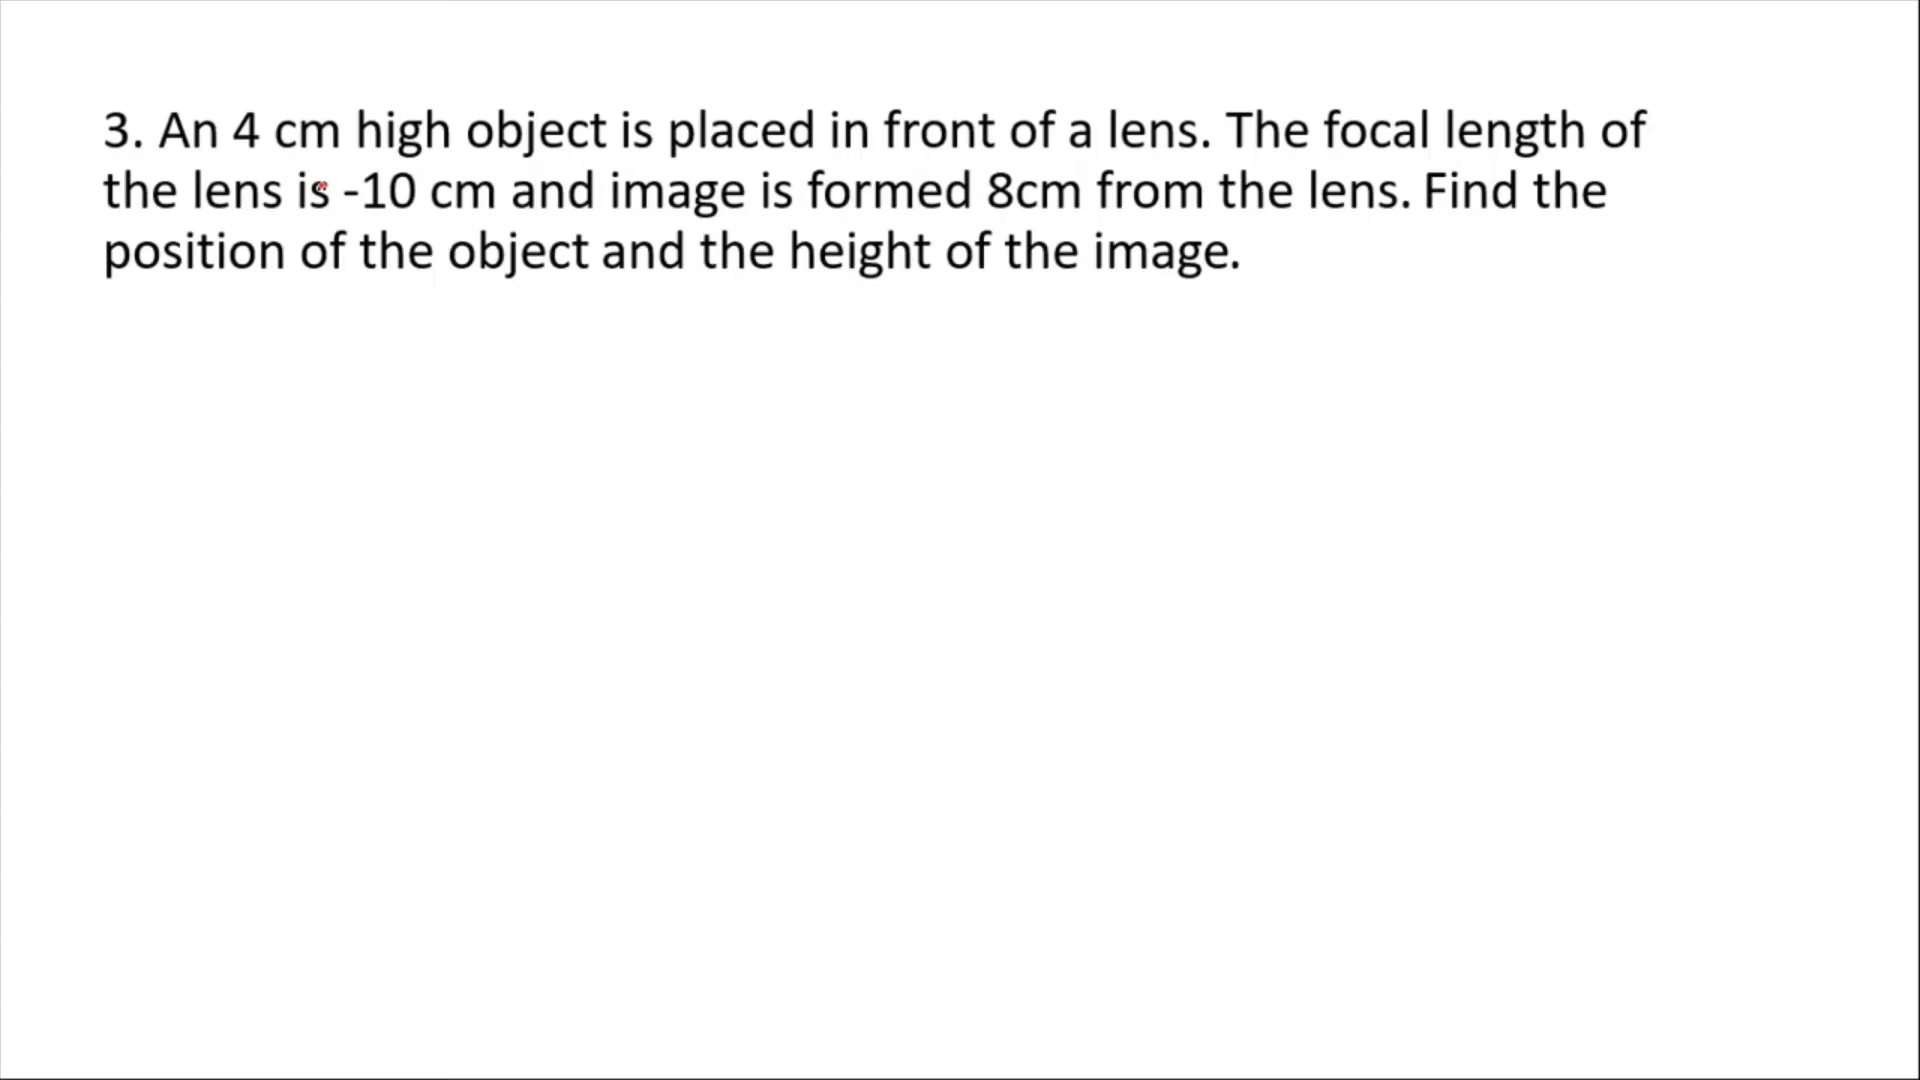 3. An 4 cm high object is placed in front of a lens. The focal length of
the lens is -10 cm and image is formed 8cm from the lens. Find the
position of the object and the height of the image.